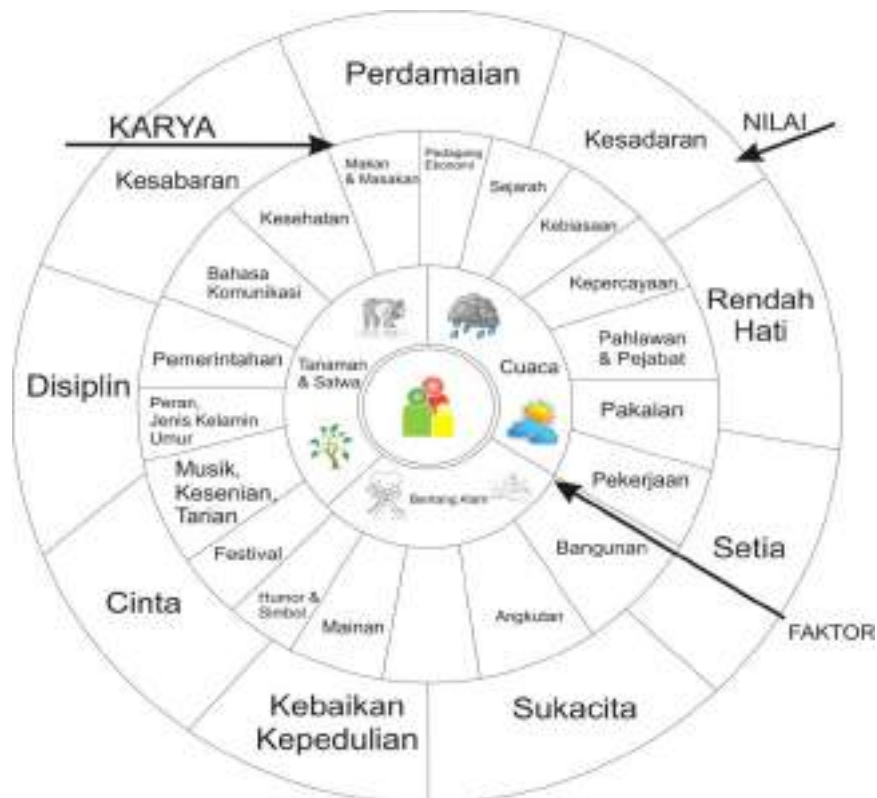 Perdamaian
KARYA
NILAI
Kesadaran
Kesabaran
Makan
& Masakan
Pedagang
Ekonomi
Sejarah
Kesehatan
Kebiasaan
Bahasa
Komunikasi
Kepercayaan
Rendah
Hati
Pemerintahan
Tanaman
& Satwa
Cuaca
Pahlawan
& Pejabat
Disiplin
Peran,
Jenis Kelamin
Umur
Pakaian
Musik,
Kesenian,
Tarian
Bentang Alam
Pekerjaan
Festival
Bangunan
Setia
Cinta
Humor &
Simbol
Mainan
Angkutan
FAKTOR
Kebaikan
Kepedulian
Sukacita